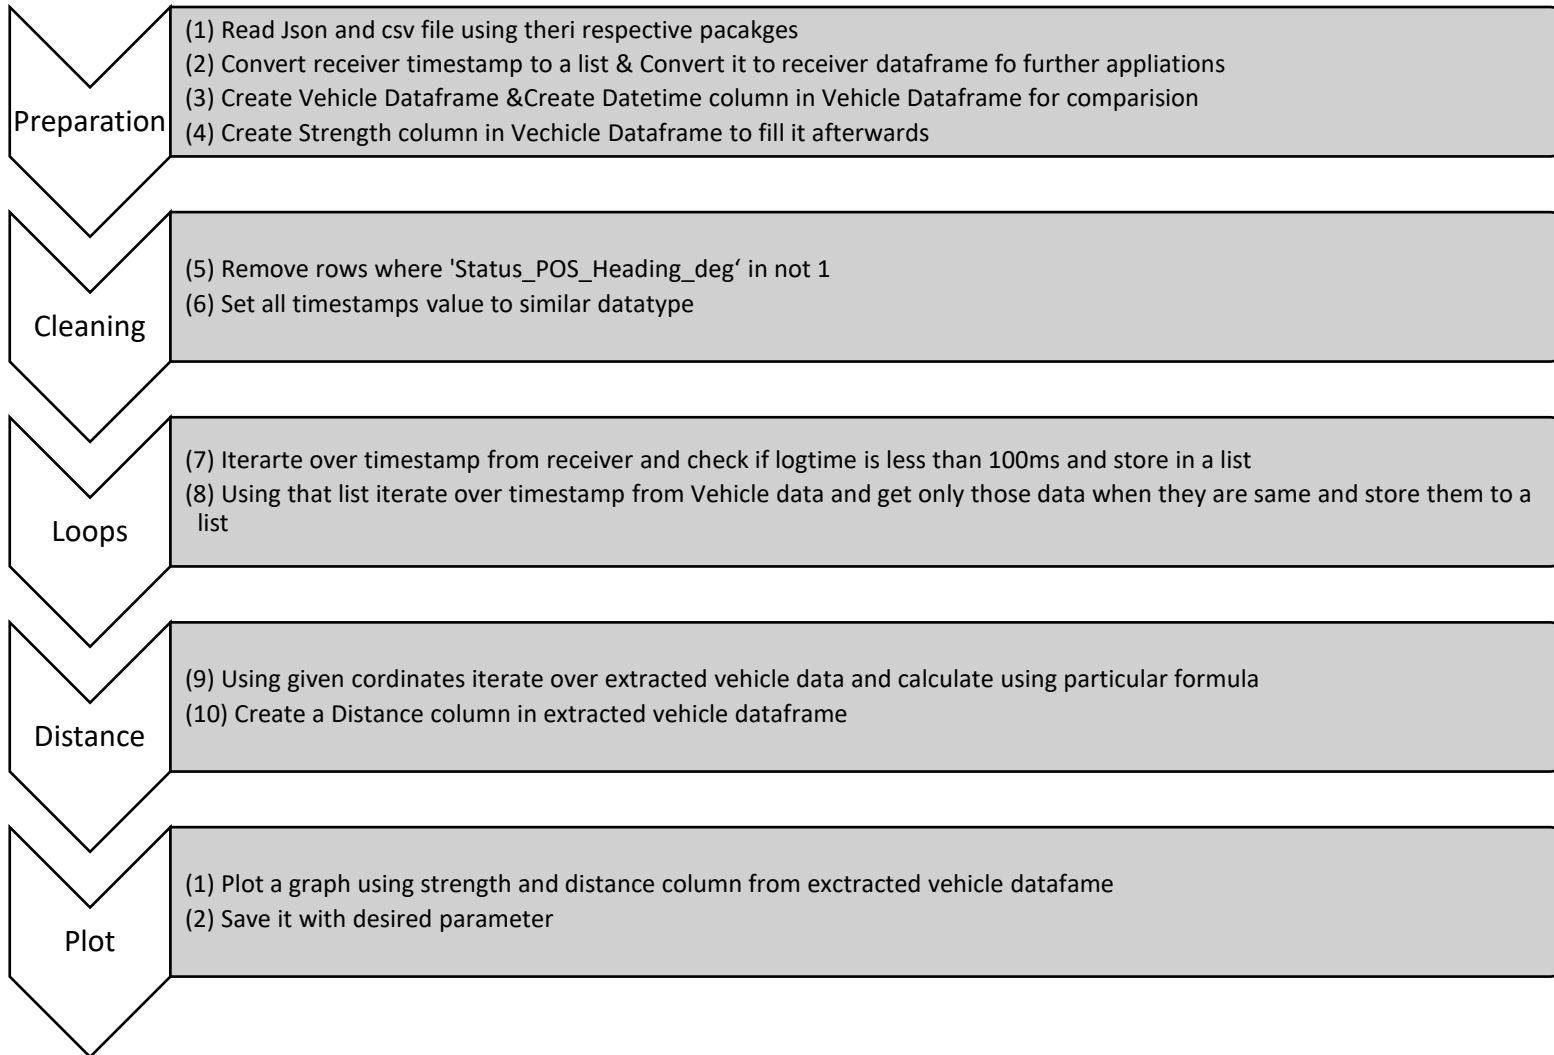 Preparation
(1) Read Json and csv file using theri respective pacakges
(2) Convert receiver timestamp to a list & Convert it to receiver dataframe fo further appliations
(3) Create Vehicle Dataframe &Create Datetime column in Vehicle Dataframe for comparision
(4) Create Strength column in Vechicle Dataframe to fill it afterwards
Cleaning
(5) Remove rows where 'Status_POS_Heading_deg‘ in not 1
(6) Set all timestamps value to similar datatype
Loops
(7) Iterarte over timestamp from receiver and check if logtime is less than 100ms and store in a list
(8) Using that list iterate over timestamp from Vehicle data and get only those data when they are same and store them to a
list
Distance
(9) Using given cordinates iterate over extracted vehicle data and calculate using particular formula
(10) Create a Distance column in extracted vehicle dataframe
Plot
(1) Plot a graph using strength and distance column from exctracted vehicle datafame
(2) Save it with desired parameter